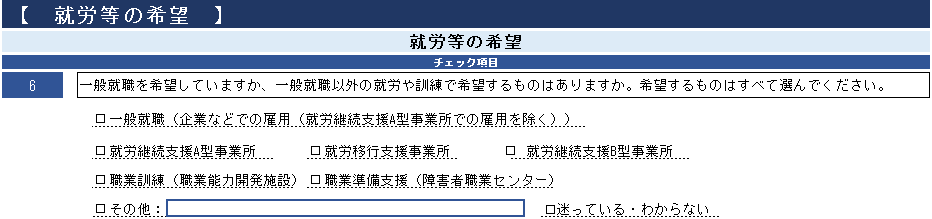 【　就労等の希望　】
就労等の希望
チェック項目
6 一般就職を希望していますか、一般就職以外の就労や訓練で希望するものはありますか。希望するものはすべて選んでください。
□一般就職（企業などでの雇用（就労継続支援A型事業所での雇用を除く））
□就労継続支援A型事業所 □就労移行支援事業所 □ 就労継続支援B型事業所
□職業訓練（職業能力開発施設） □職業準備支援（障害者職業センター）
□その他： □迷っている・わからない